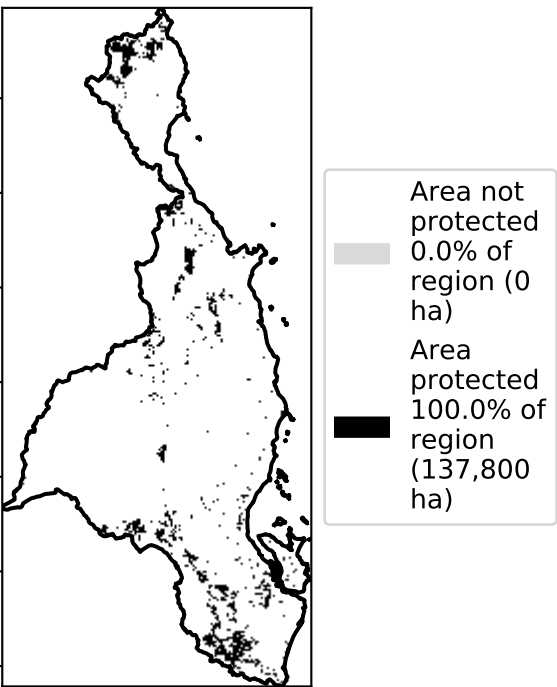 Area not
protected
0.0% of
region (0
ha)
Area
protected
100.0% of
region
(137,800
ha)